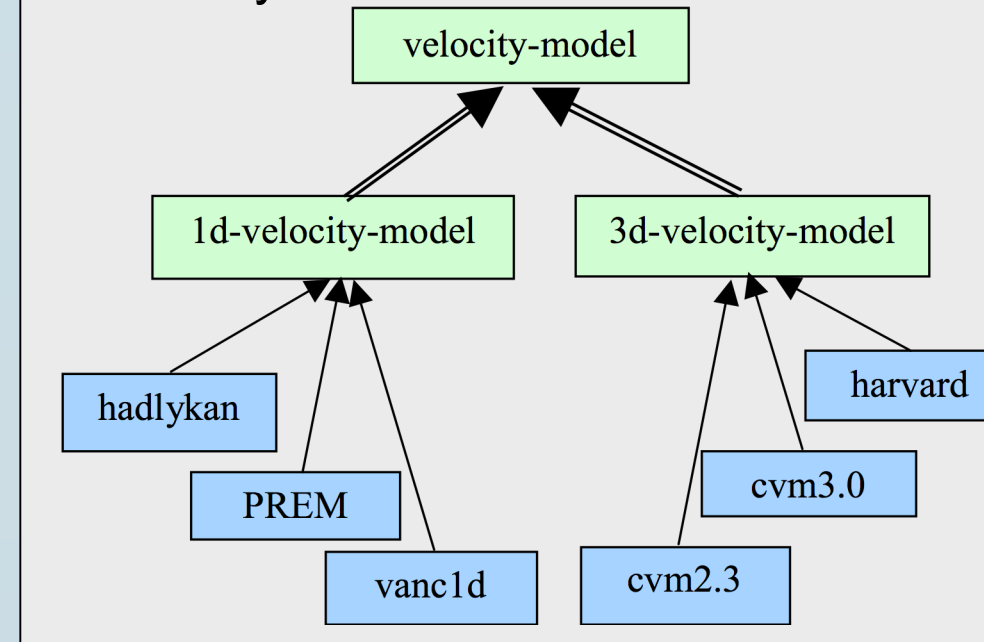 velocity-model
1d-velocity-model
3d-velocity-model
hadlykan
harvard
PREM
cvm3.0
vanc1d
cvm2.3